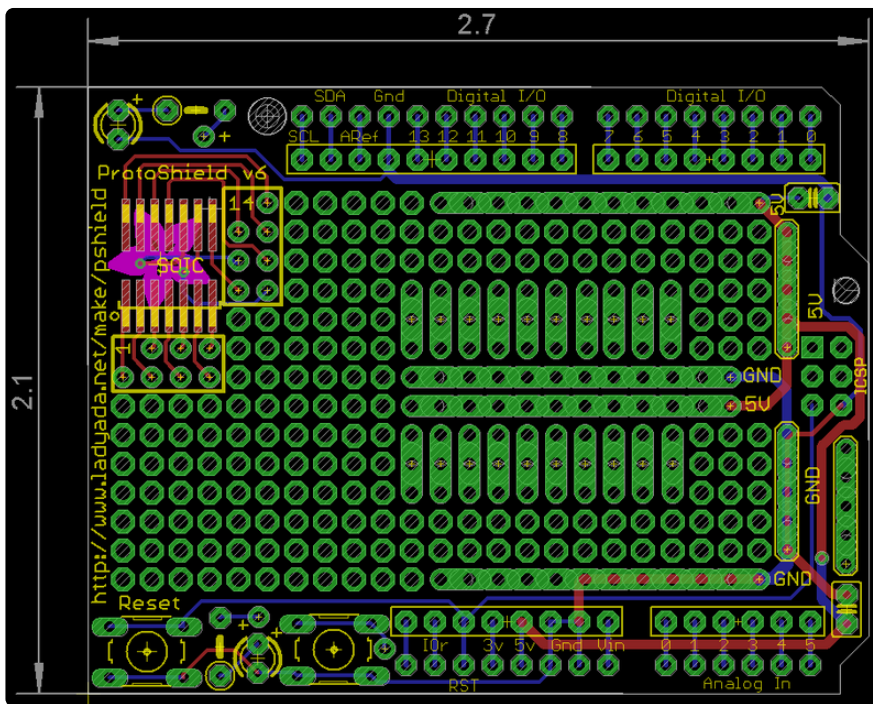 2.7
SDA Gnd Digital I/O Digital I/O
SCL ARef 13 12 11 10 9 8 7 6 5 4 3 2 1 0
ProtoShield v6
14
5V
SOIC
5V
1
GND
ICSP
5V
2.1
http://www.ladyada.net/make/pshield
GND
GND
Reset
IOr 3v 5v Gnd Vin 0 1 2 3 4 5
RST Analog In